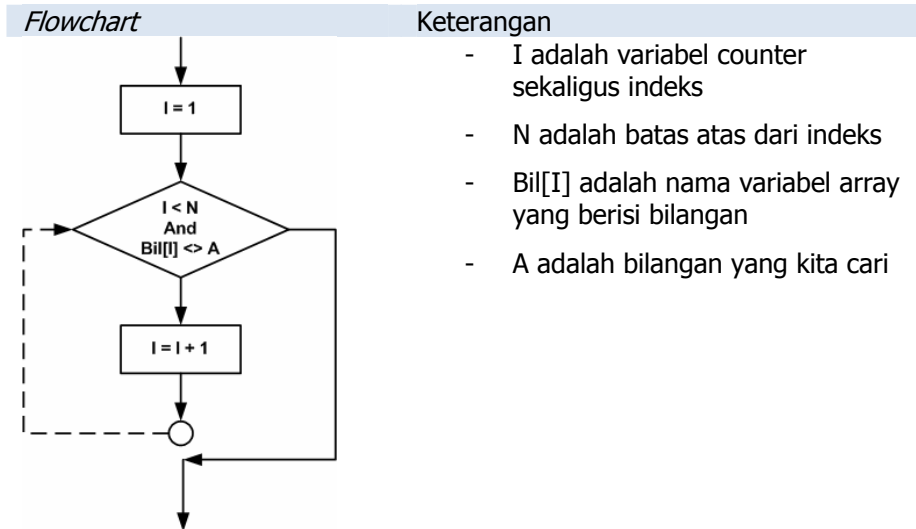 Flowchart
Keterangan
I = 1
I < N
And
Bil[I] <> A
I = I + 1
- I adalah variabel counter
sekaligus indeks
- N adalah batas atas dari indeks
- Bil[I] adalah nama variabel array
yang berisi bilangan
- A adalah bilangan yang kita cari